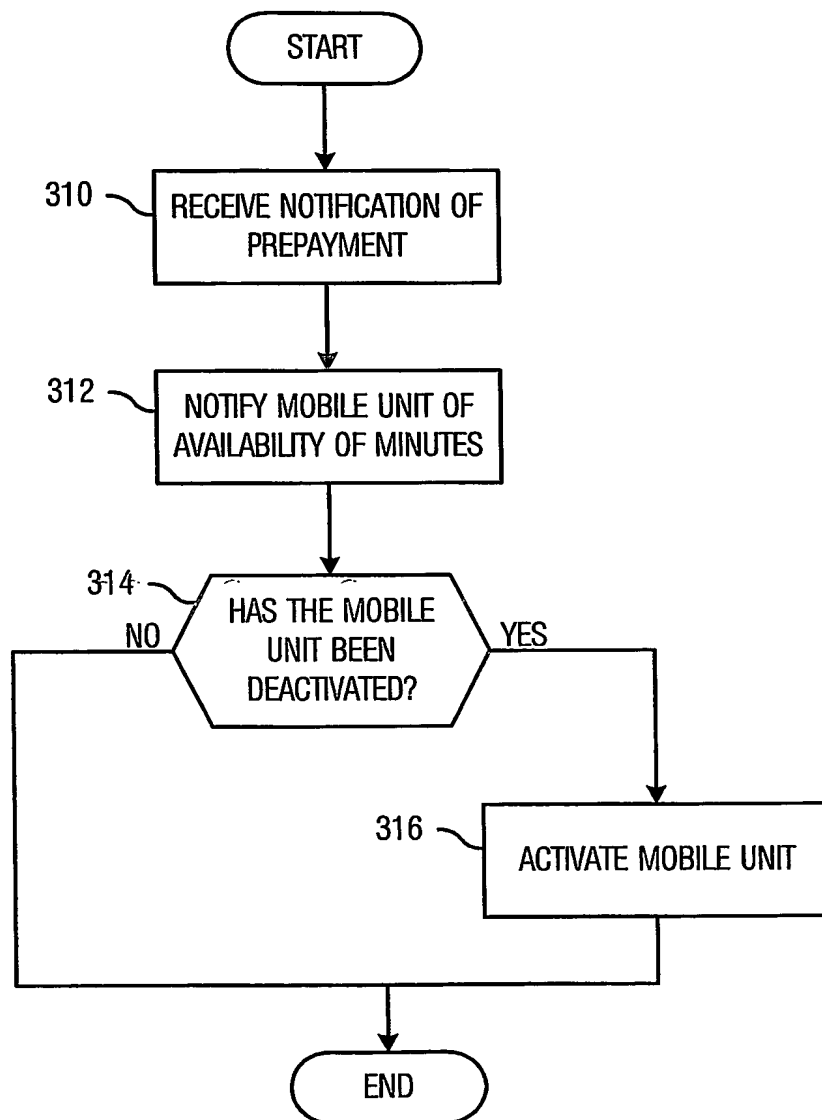 START
310
RECEIVE NOTIFICATION OF
PREPAYMENT
312
NOTIFY MOBILE UNIT OF
AVAILABILITY OF MINUTES
314
HAS THE MOBILE
UNIT BEEN
DEACTIVATED?
NO
YES
316
ACTIVATE MOBILE UNIT
END